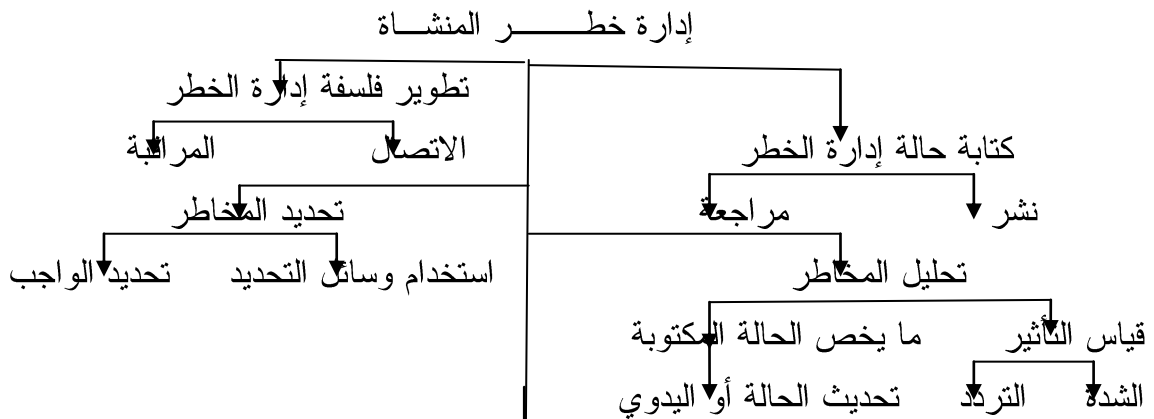 إدارة خطـــــــر المنشـــاة
تطوير فلسفة إدارة الخطر
كتابة حالة إدارة الخطر الاتصال المراقبة
نشر مراجعة تحديد المخاطر
تحليل المخاطر استخدام وسائل التحديد تحديد الواجب
قياس التأثير ما يخص الحالة المكتوبة
الشدة التردد تحديث الحالة أو اليدوي